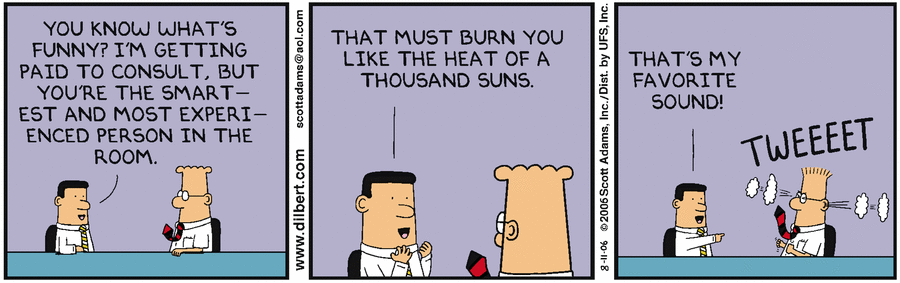 YOU KNOW WHAT'S
FUNNY? I'M GETTING
PAID TO CONSULT, BUT
YOU'RE THE SMART-
EST AND MOST EXPERI-
ENCED PERSON IN THE
ROOM.
www.dilbert.com scottadams@aol.com
THAT MUST BURN YOU
LIKE THE HEAT OF A
THOUSAND SUNS.
8-11-06 ©2006 Scott Adams, Inc./Dist. by UFS, Inc.
THAT'S MY
FAVORITE
SOUND!
TWEEEET